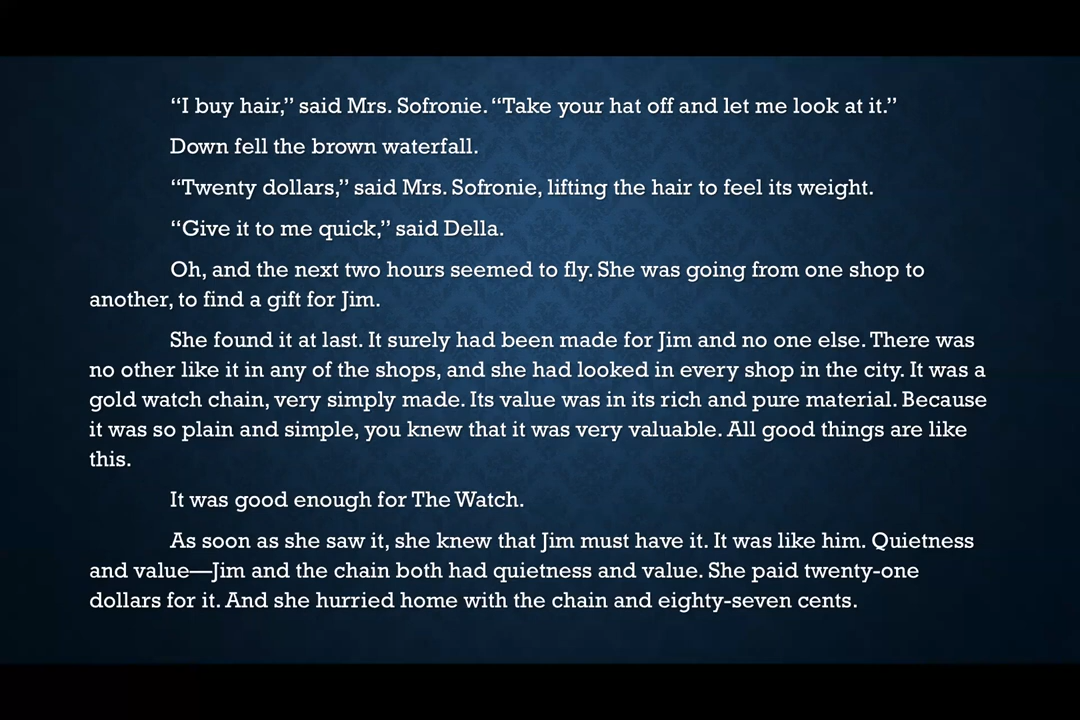 “I buy hair,” said Mrs. Sofronie. “Take your hat off and let me look at it.”
Down fell the brown waterfall.
“Twenty dollars,” said Mrs. Sofronie, lifting the hair to feel its weight.
“Give it to me quick,” said Della.
Oh, and the next two hours seemed to fly. She was going from one shop to
another, to find a gift for Jim.
She found it at last. It surely had been made for Jim and no one else. There was
no other like it in any of the shops, and she had looked in every shop in the city. It was a
gold watch chain, very simply made. Its value was in its rich and pure material. Because
it was so plain and simple, you knew that it was very valuable. All good things are like
this.
It was good enough for The Watch.
As soon as she saw it, she knew that Jim must have it. It was like him. Quietness
and value—Jim and the chain both had quietness and value. She paid twenty-one
dollars for it. And she hurried home with the chain and eighty-seven cents.